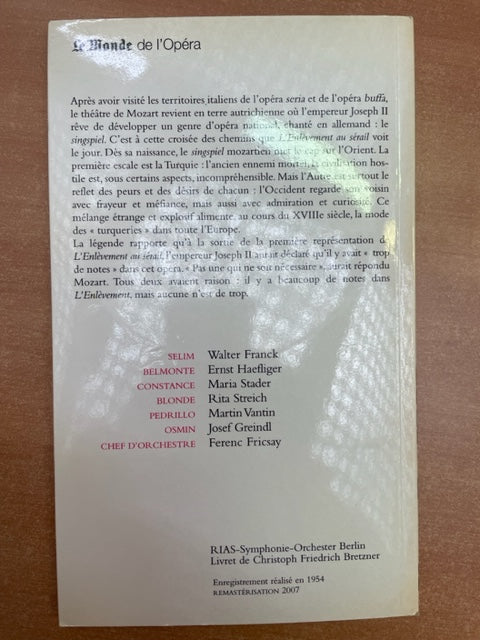 Le Monde de l'Opéra
Après avoir visité les territoires italiens de l'opéra seria et de l'opéra buffa,
le théâtre de Mozart revient en terre autrichienne où l'empereur Joseph II
rêve de développer un genre d'opéra national, chanté en allemand : le
singspiel. C'est à cette croisée des chemins que L'Enlèvement au sérail voit
le jour. Dès sa naissance, le singspiel mozartien met le cap sur l'Orient. La
première escale est la Turquie : l'ancien ennemi mortel, la civilisation hos-
tile est, sous certains aspects, incompréhensible. Mais l'Autre est surtout le
reflet des peurs et des désirs de chacun : l'Occident regarde son voisin
avec frayeur et méfiance, mais aussi avec admiration et curiosité. Ce
mélange étrange et explosif alimente, au cours du XVIIIe siècle, la mode
des « turqueries » dans toute l'Europe.
La légende rapporte qu'à la sortie de la première représentation de
L'Enlèvement au sérail, l'empereur Joseph II aurait déclaré qu'il y avait « trop
de notes » dans cet opéra. « Pas une qui ne soit nécessaire », aurait répondu
Mozart. Tous deux avaient raison : il y a beaucoup de notes dans
L'Enlèvement, mais aucune n'est de trop.
SELIM Walter Franck
BELMONTE Ernst Haefliger
CONSTANCE Maria Stader
BLONDE Rita Streich
PEDRILLO Martin Vantin
OSMIN Josef Greindl
CHEF D'ORCHESTRE Ferenc Fricsay
RIAS-Symphonie-Orchester Berlin
Livret de Christoph Friedrich Bretzner
Enregistrement réalisé en 1954
REMASTÉRISATION 2007